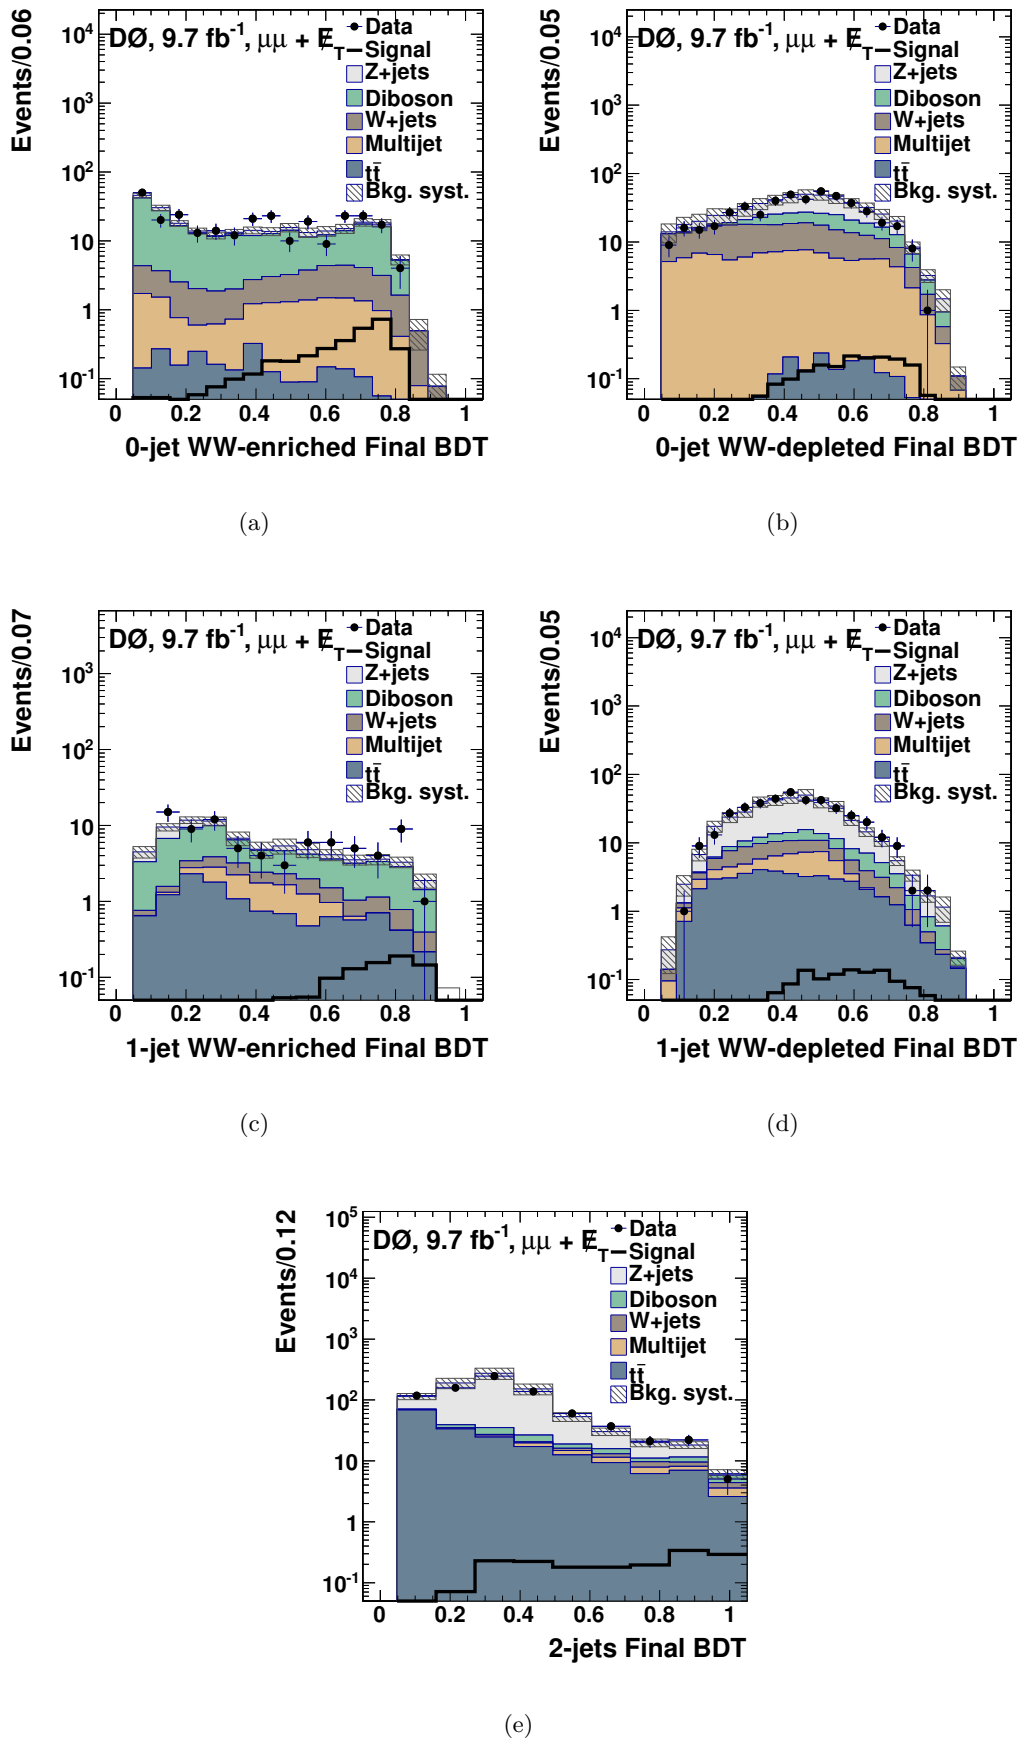 Events/0.06
DØ, 9.7 fb⁻¹, μμ + E̸_T
Data
Signal
Z+jets
Diboson
W+jets
Multijet
tt̄
Bkg. syst.
10⁴
10³
10²
10
1
10⁻¹
0 0.2 0.4 0.6 0.8 1
0-jet WW-enriched Final BDT
(a)
Events/0.05
DØ, 9.7 fb⁻¹, μμ + E̸_T
Data
Signal
Z+jets
Diboson
W+jets
Multijet
tt̄
Bkg. syst.
10⁴
10³
10²
10
1
10⁻¹
0 0.2 0.4 0.6 0.8 1
0-jet WW-depleted Final BDT
(b)
Events/0.07
DØ, 9.7 fb⁻¹, μμ + E̸_T
Data
Signal
Z+jets
Diboson
W+jets
Multijet
tt̄
Bkg. syst.
10³
10²
10
1
10⁻¹
0 0.2 0.4 0.6 0.8 1
1-jet WW-enriched Final BDT
(c)
Events/0.05
DØ, 9.7 fb⁻¹, μμ + E̸_T
Data
Signal
Z+jets
Diboson
W+jets
Multijet
tt̄
Bkg. syst.
10⁴
10³
10²
10
1
10⁻¹
0 0.2 0.4 0.6 0.8 1
1-jet WW-depleted Final BDT
(d)
Events/0.12
DØ, 9.7 fb⁻¹, μμ + E̸_T
Data
Signal
Z+jets
Diboson
W+jets
Multijet
tt̄
Bkg. syst.
10⁵
10⁴
10³
10²
10
1
10⁻¹
0 0.2 0.4 0.6 0.8 1
2-jets Final BDT
(e)